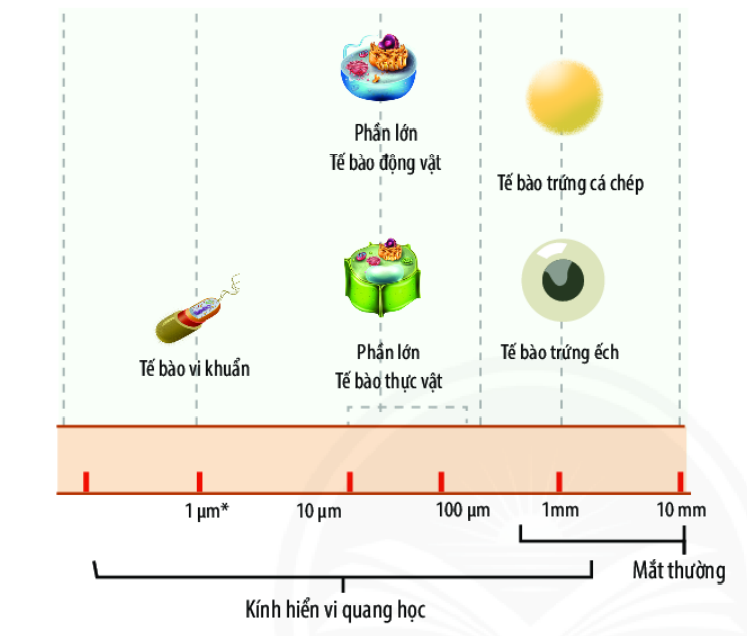 Phần lớn
Tế bào động vật
Tế bào trứng cá chép
Tế bào vi khuẩn
Phần lớn
Tế bào thực vật
Tế bào trứng ếch
1 µm* 10 µm 100 µm 1mm 10 mm
Mắt thường
Kính hiển vi quang học